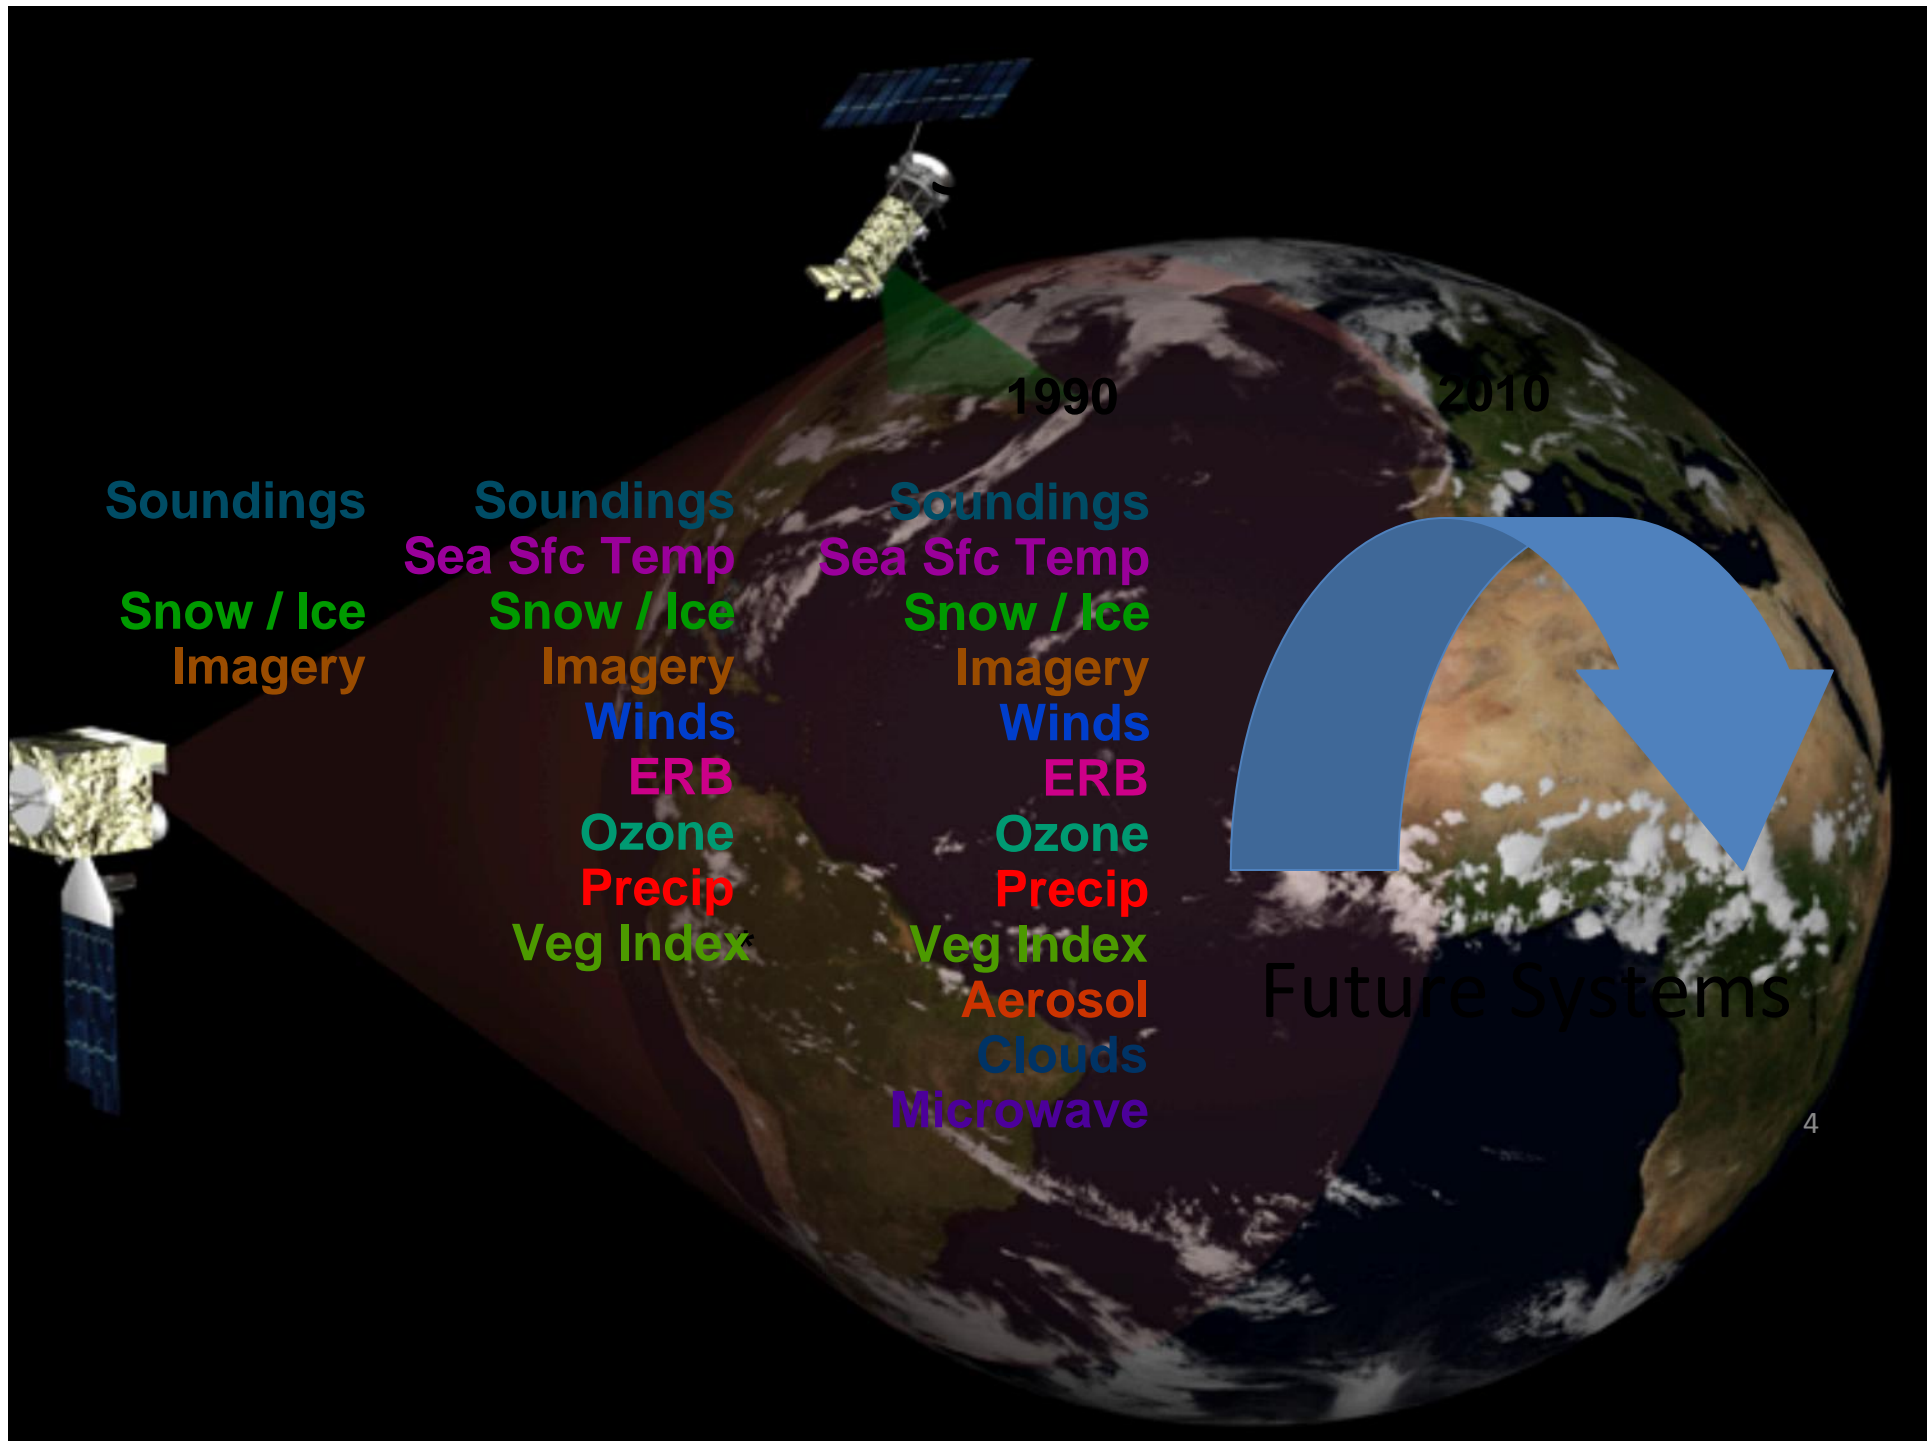 1990 2010
Soundings Soundings Soundings
Sea Sfc Temp Sea Sfc Temp
Snow / Ice Snow / Ice Snow / Ice
Imagery Imagery Imagery
Winds Winds
ERB ERB
Ozone Ozone
Precip Precip
Veg Index Veg Index
Future Systems
Aerosol
Clouds
Microwave
4